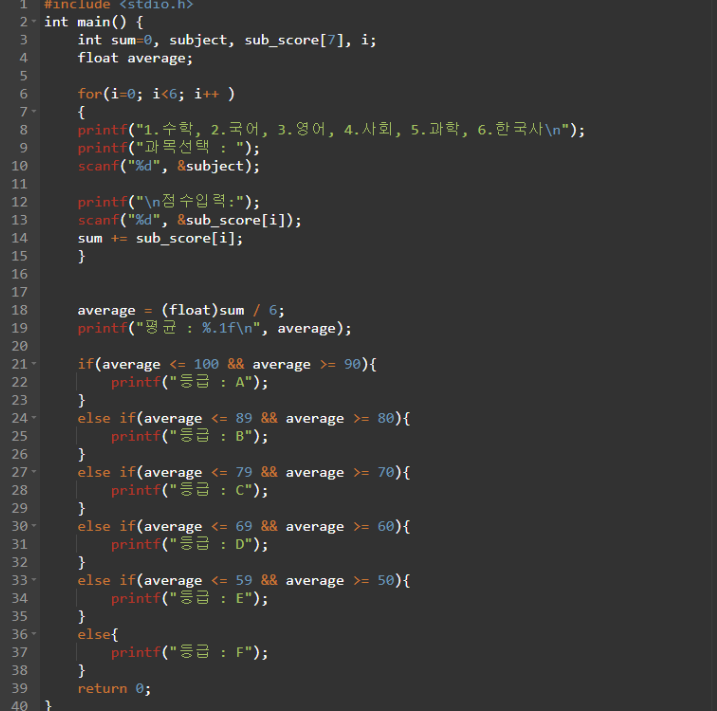 1 #include <stdio.h>
2 int main() {
3 int sum=0, subject, sub_score[7], i;
4 float average;
5
6 for(i=0; i<6; i++ )
7 {
8 printf("1.수학, 2.국어, 3.영어, 4.사회, 5.과학, 6.한국사\n");
9 printf("과목선택 : ");
10 scanf("%d", &subject);
11
12 printf("\n점수입력:");
13 scanf("%d", &sub_score[i]);
14 sum += sub_score[i];
15 }
16
17
18 average = (float)sum / 6;
19 printf("평균 : %.1f\n", average);
20
21 if(average <= 100 && average >= 90){
22 printf("등급 : A");
23 }
24 else if(average <= 89 && average >= 80){
25 printf("등급 : B");
26 }
27 else if(average <= 79 && average >= 70){
28 printf("등급 : C");
29 }
30 else if(average <= 69 && average >= 60){
31 printf("등급 : D");
32 }
33 else if(average <= 59 && average >= 50){
34 printf("등급 : E");
35 }
36 else{
37 printf("등급 : F");
38 }
39 return 0;
40 }